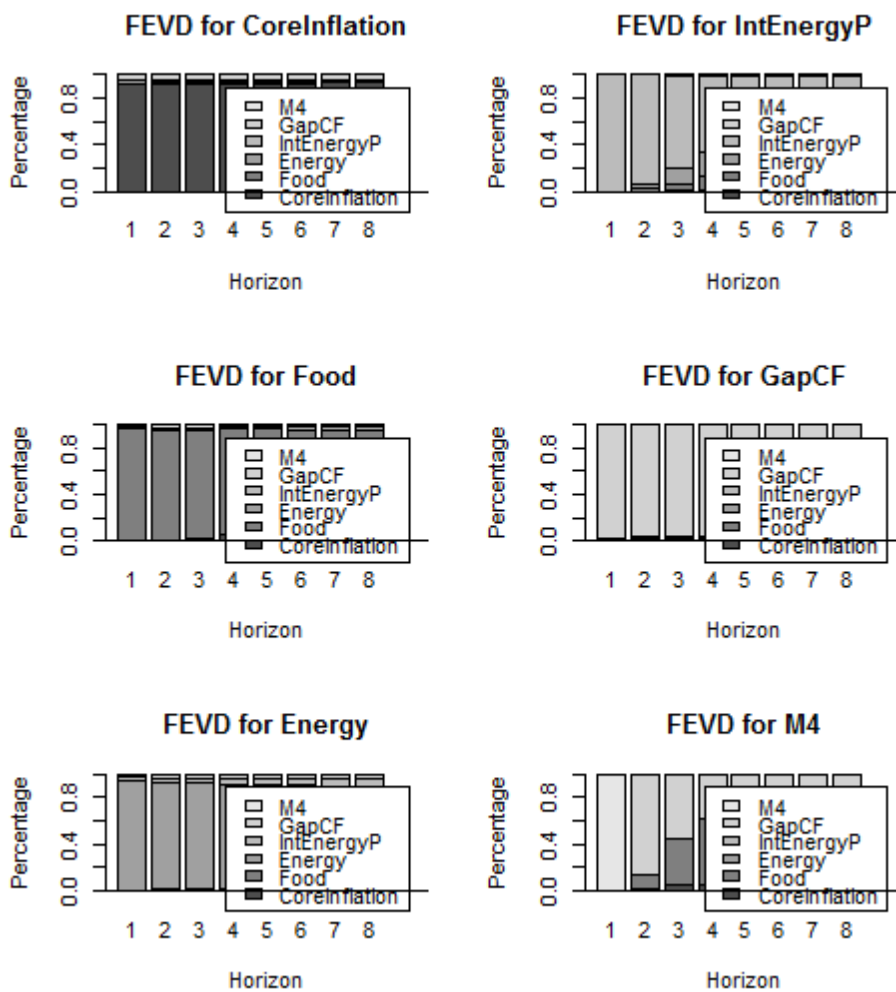 FEVD for CoreInflation
Percentage
0.0 0.4 0.8
M4
GapCF
IntEnergyP
Energy
Food
CoreInflation
1 2 3 4 5 6 7 8
Horizon
FEVD for IntEnergyP
Percentage
0.0 0.4 0.8
M4
GapCF
IntEnergyP
Energy
Food
CoreInflation
1 2 3 4 5 6 7 8
Horizon
FEVD for Food
Percentage
0.0 0.4 0.8
M4
GapCF
IntEnergyP
Energy
Food
CoreInflation
1 2 3 4 5 6 7 8
Horizon
FEVD for GapCF
Percentage
0.0 0.4 0.8
M4
GapCF
IntEnergyP
Energy
Food
CoreInflation
1 2 3 4 5 6 7 8
Horizon
FEVD for Energy
Percentage
0.0 0.4 0.8
M4
GapCF
IntEnergyP
Energy
Food
CoreInflation
1 2 3 4 5 6 7 8
Horizon
FEVD for M4
Percentage
0.0 0.4 0.8
M4
GapCF
IntEnergyP
Energy
Food
CoreInflation
1 2 3 4 5 6 7 8
Horizon